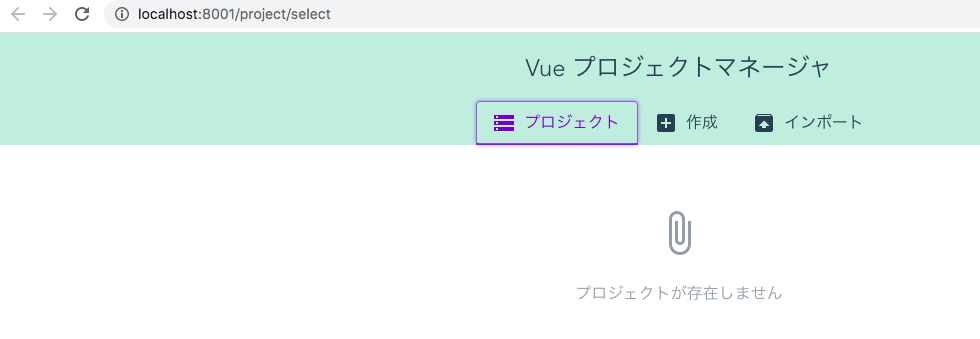 localhost:8001/project/select
Vue プロジェクトマネージャ
プロジェクト 作成 インポート
プロジェクトが存在しません